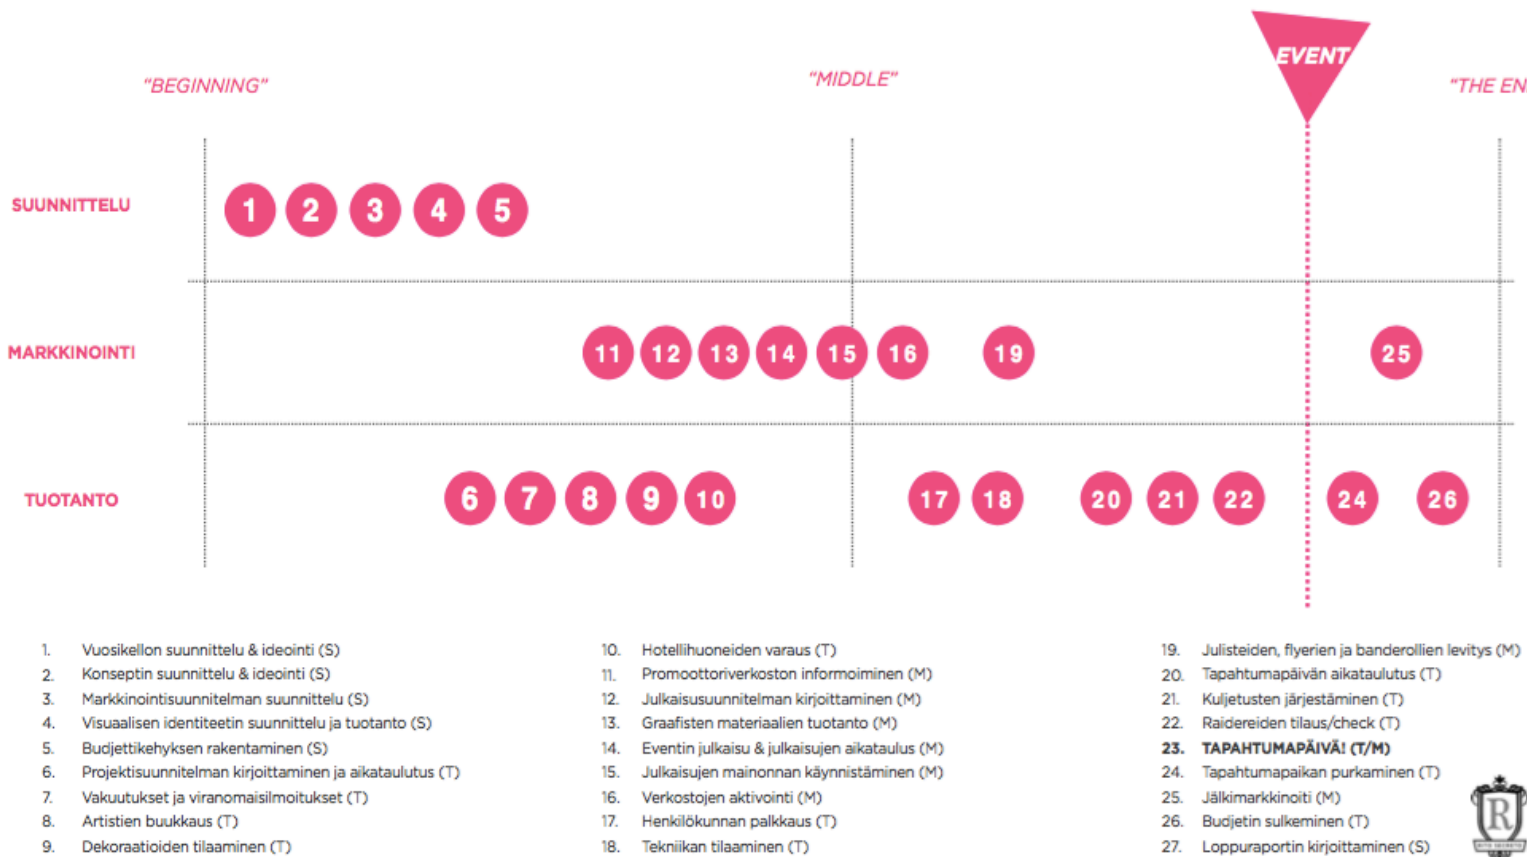 EVENT
"BEGINNING"
"MIDDLE"
"THE EN
SUUNNITTELU
1 2 3 4 5
MARKKINOINTI
11 12 13 14 15 16 19 25
TUOTANTO
6 7 8 9 10 17 18 20 21 22 24 26
1. Vuosikellon suunnittelu & ideointi (S)
2. Konseptin suunnittelu & ideointi (S)
3. Markkinointisuunnitelman suunnittelu (S)
4. Visuaalisen identiteetin suunnittelu ja tuotanto (S)
5. Budjettikehyksen rakentaminen (S)
6. Projektisuunnitelman kirjoittaminen ja aikataulutus (T)
7. Vakuutukset ja viranomaisilmoitukset (T)
8. Artistien buukkaus (T)
9. Dekoraatioiden tilaaminen (T)
10. Hotellihuoneiden varaus (T)
11. Promoottoriverkoston informoiminen (M)
12. Julkaisusuunnitelman kirjoittaminen (M)
13. Graafisten materiaalien tuotanto (M)
14. Eventin julkaisu & julkaisujen aikataulus (M)
15. Julkaisujen mainonnan käynnistäminen (M)
16. Verkostojen aktivointi (M)
17. Henkilökunnan palkkaus (T)
18. Tekniikan tilaaminen (T)
19. Julisteiden, flyerien ja banderollien levitys (M)
20. Tapahtumapäivän aikataulutus (T)
21. Kuljetusten järjestäminen (T)
22. Raidereiden tilaus/check (T)
23. TAPAHTUMAPÄIVÄ! (T/M)
24. Tapahtumapaikan purkaminen (T)
25. Jälkimarkkinoiti (M)
26. Budjetin sulkeminen (T)
27. Loppuraportin kirjoittaminen (S)
R